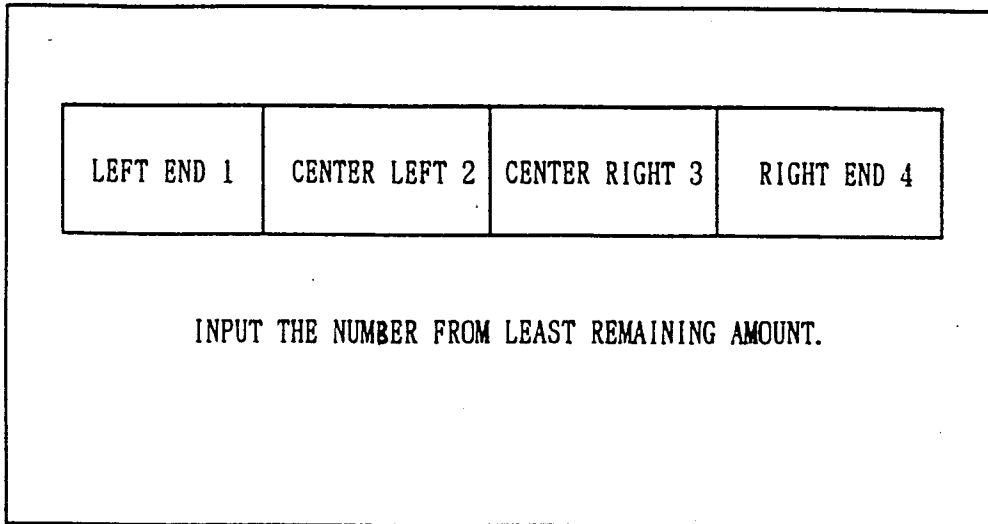 LEFT END 1 CENTER LEFT 2 CENTER RIGHT 3 RIGHT END 4
INPUT THE NUMBER FROM LEAST REMAINING AMOUNT.